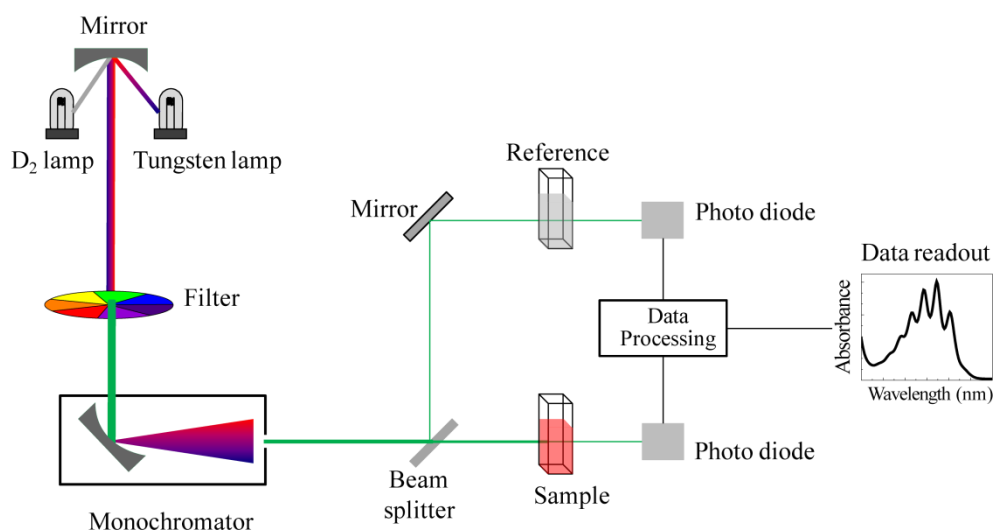 Mirror
D₂ lamp
Tungsten lamp
Filter
Monochromator
Mirror
Beam
splitter
Reference
Sample
Photo diode
Data
Processing
Photo diode
Data readout
Absorbance
Wavelength (nm)